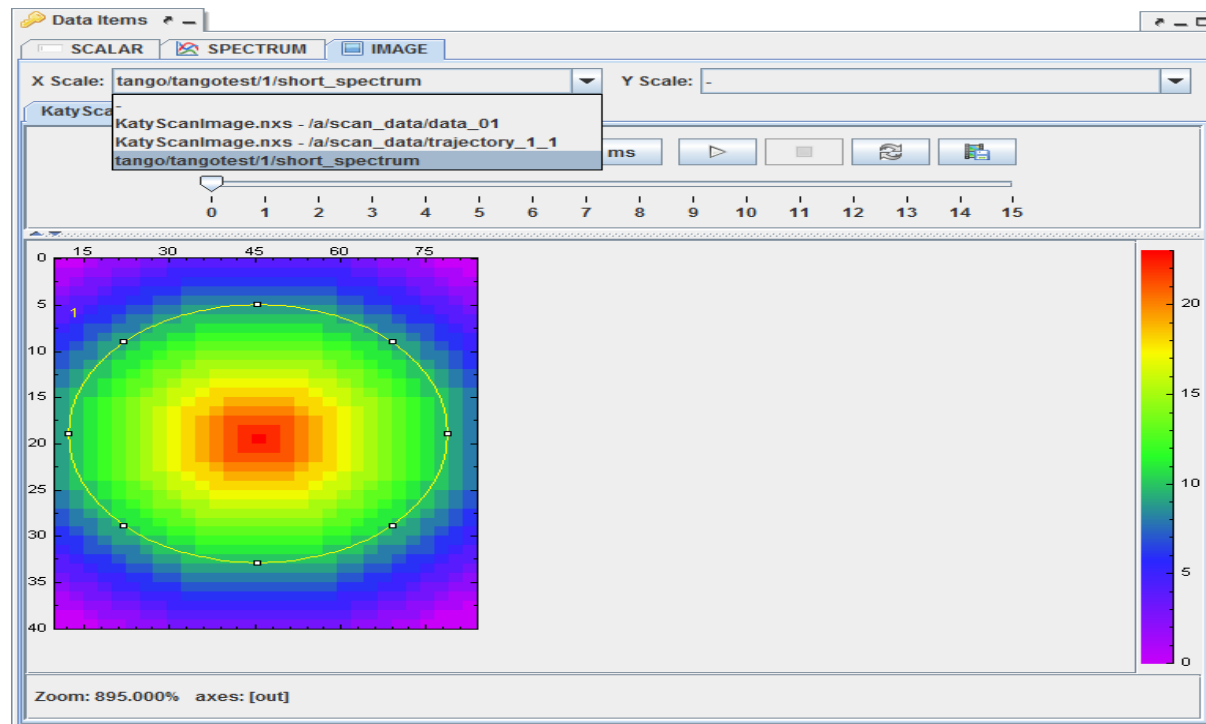 Data Items
SCALAR SPECTRUM IMAGE
X Scale: tango/tangotest/1/short_spectrum Y Scale: -
-
KatySca
KatyScanImage.nxs - /a/scan_data/data_01
KatyScanImage.nxs - /a/scan_data/trajectory_1_1
ms
tango/tangotest/1/short_spectrum
0 1 2 3 4 5 6 7 8 9 10 11 12 13 14 15
15 30 45 60 75
0
5
1
10
15
20
25
30
35
40
20
15
10
5
0
Zoom: 895.000% axes: [out]